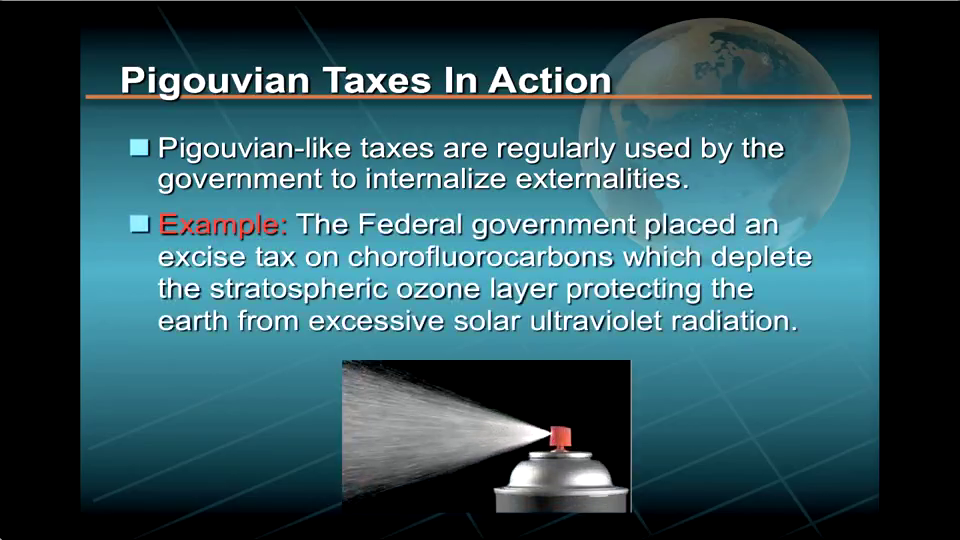 Pigouvian Taxes In Action
Pigouvian-like taxes are regularly used by the
government to internalize externalities.
Example: The Federal government placed an
excise tax on chorofluorocarbons which deplete
the stratospheric ozone layer protecting the
earth from excessive solar ultraviolet radiation.